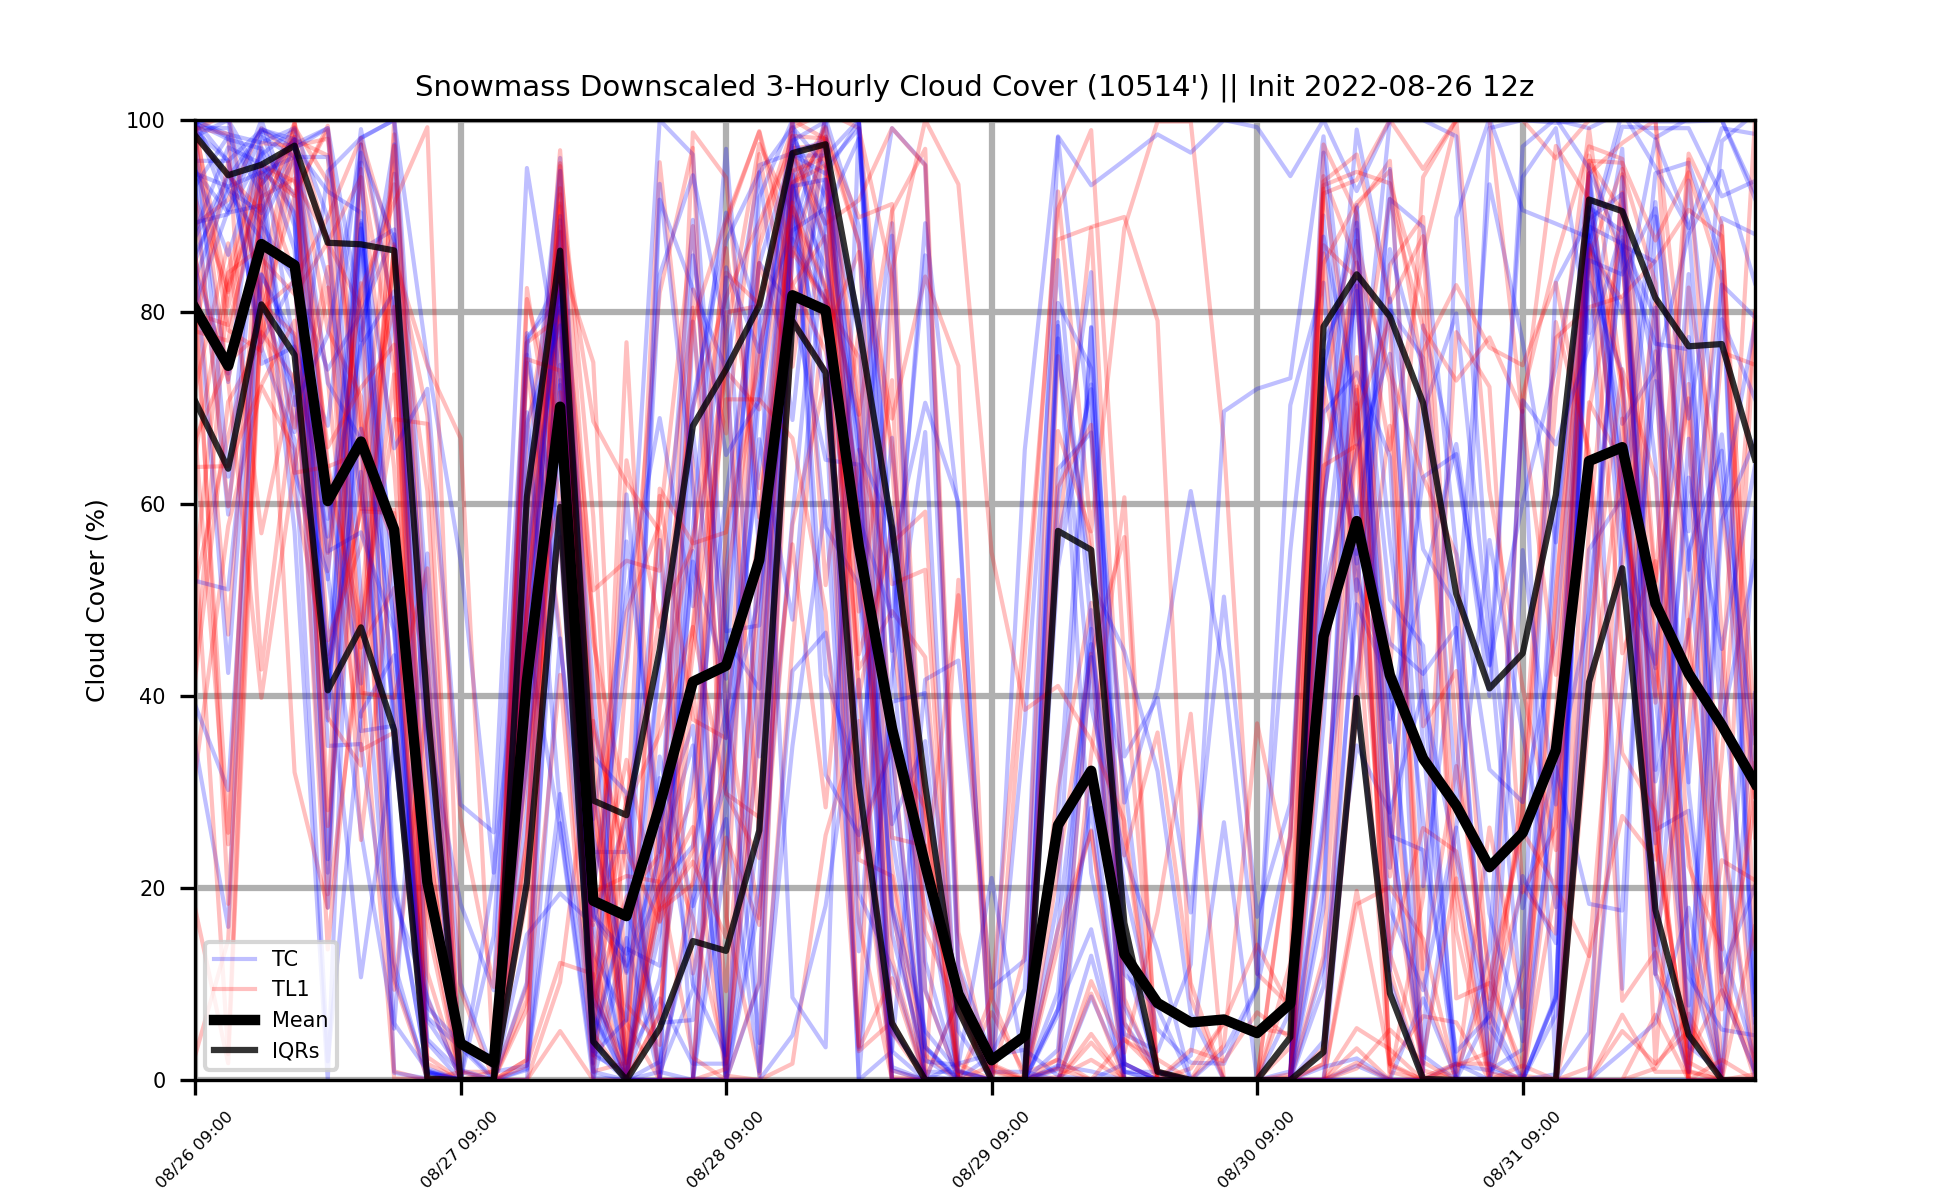 Snowmass Downscaled 3-Hourly Cloud Cover (10514') || Init 2022-08-26 12z
Cloud Cover (%)
100
80
60
40
20
0
TC
TL1
Mean
IQRs
08/26 09:00
08/27 09:00
08/28 09:00
08/29 09:00
08/30 09:00
08/31 09:00